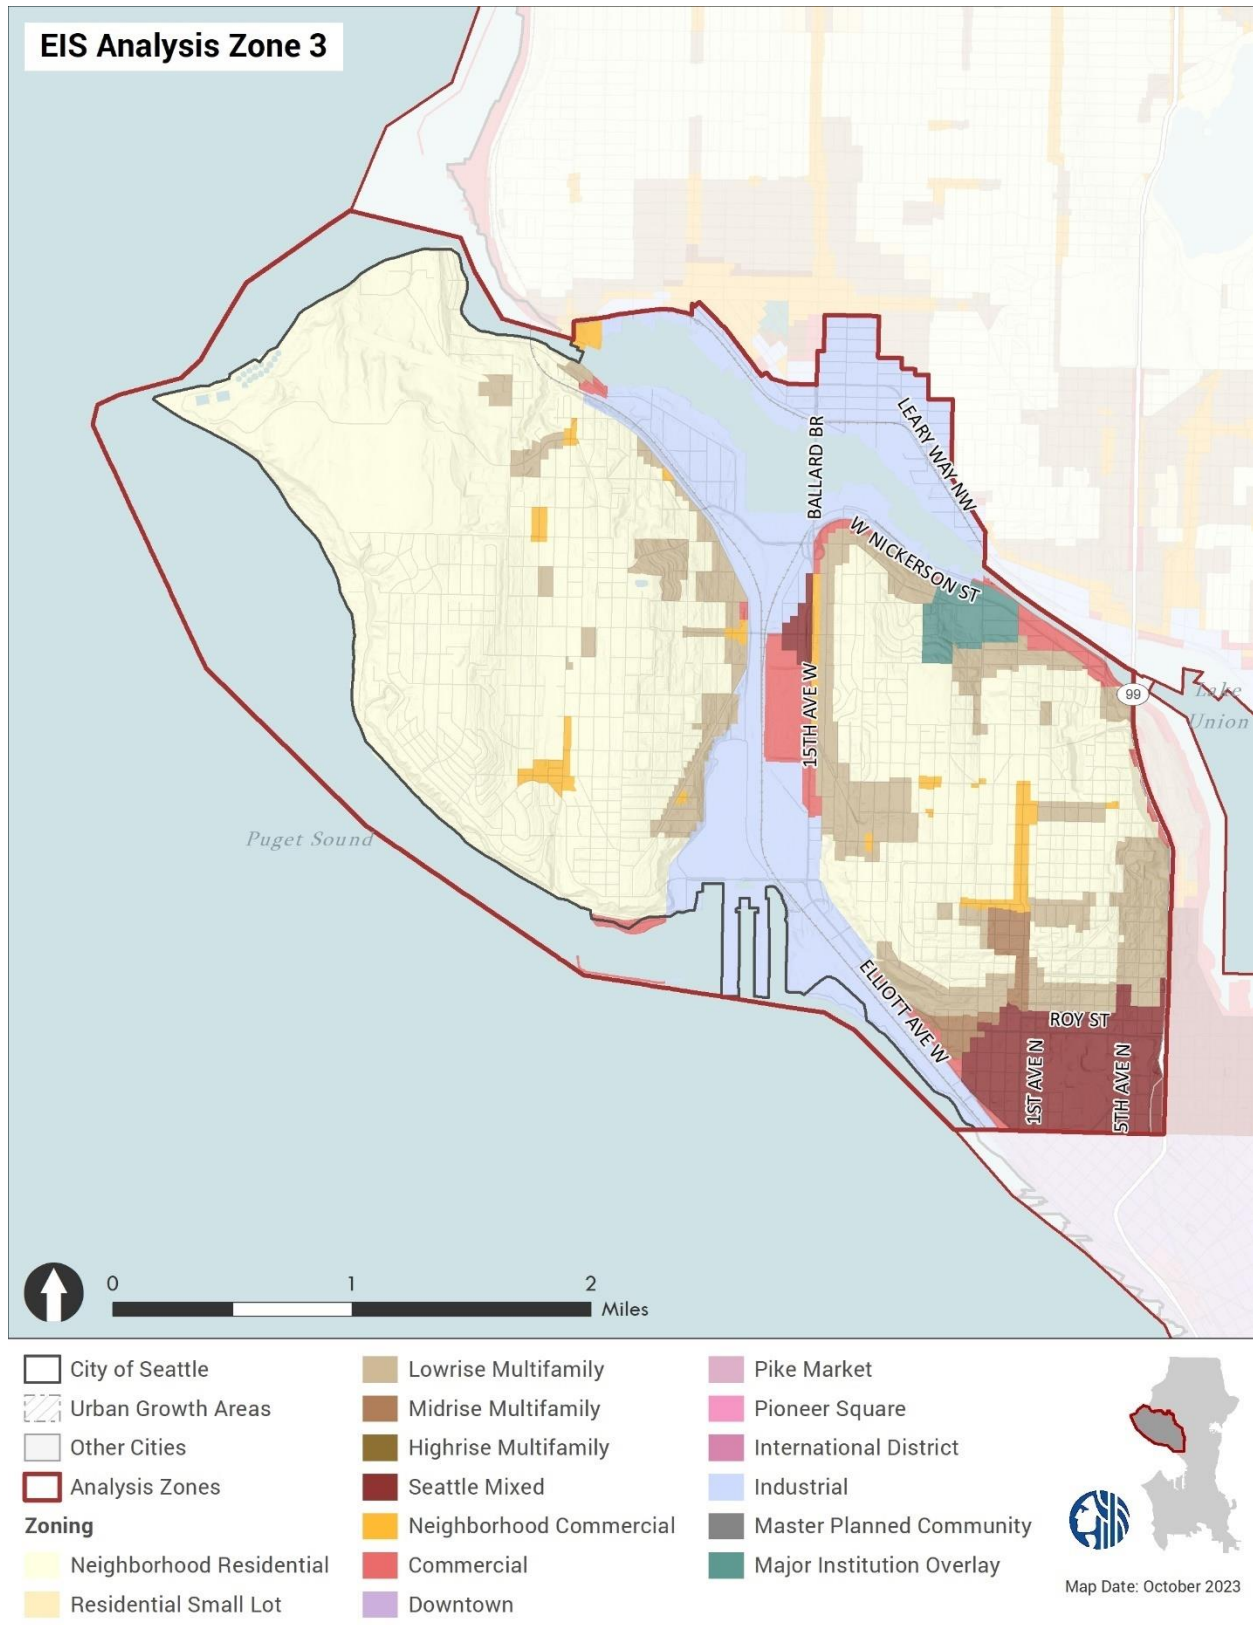 EIS Analysis Zone 3
BALLARD BR
LEARY WAY NW
W NICKERSON ST
15TH AVE W
99
Lake
Union
Puget Sound
ELLIOTT AVE W
ROY ST
1ST AVE N
5TH AVE N
0 1 2
Miles
City of Seattle
Urban Growth Areas
Other Cities
Analysis Zones
Zoning
Neighborhood Residential
Residential Small Lot
Lowrise Multifamily
Midrise Multifamily
Highrise Multifamily
Seattle Mixed
Neighborhood Commercial
Commercial
Downtown
Pike Market
Pioneer Square
International District
Industrial
Master Planned Community
Major Institution Overlay
Map Date: October 2023